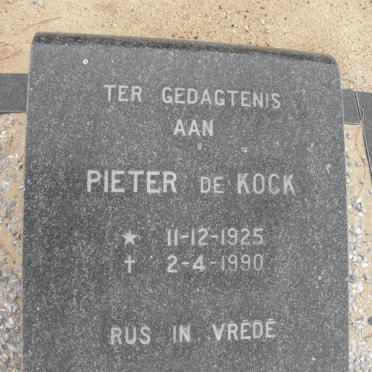 TER GEDAGTENIS
AAN
PIETER DE KOCK
★ 11-12-1925
† 2-4-1990
RUS IN VREDE